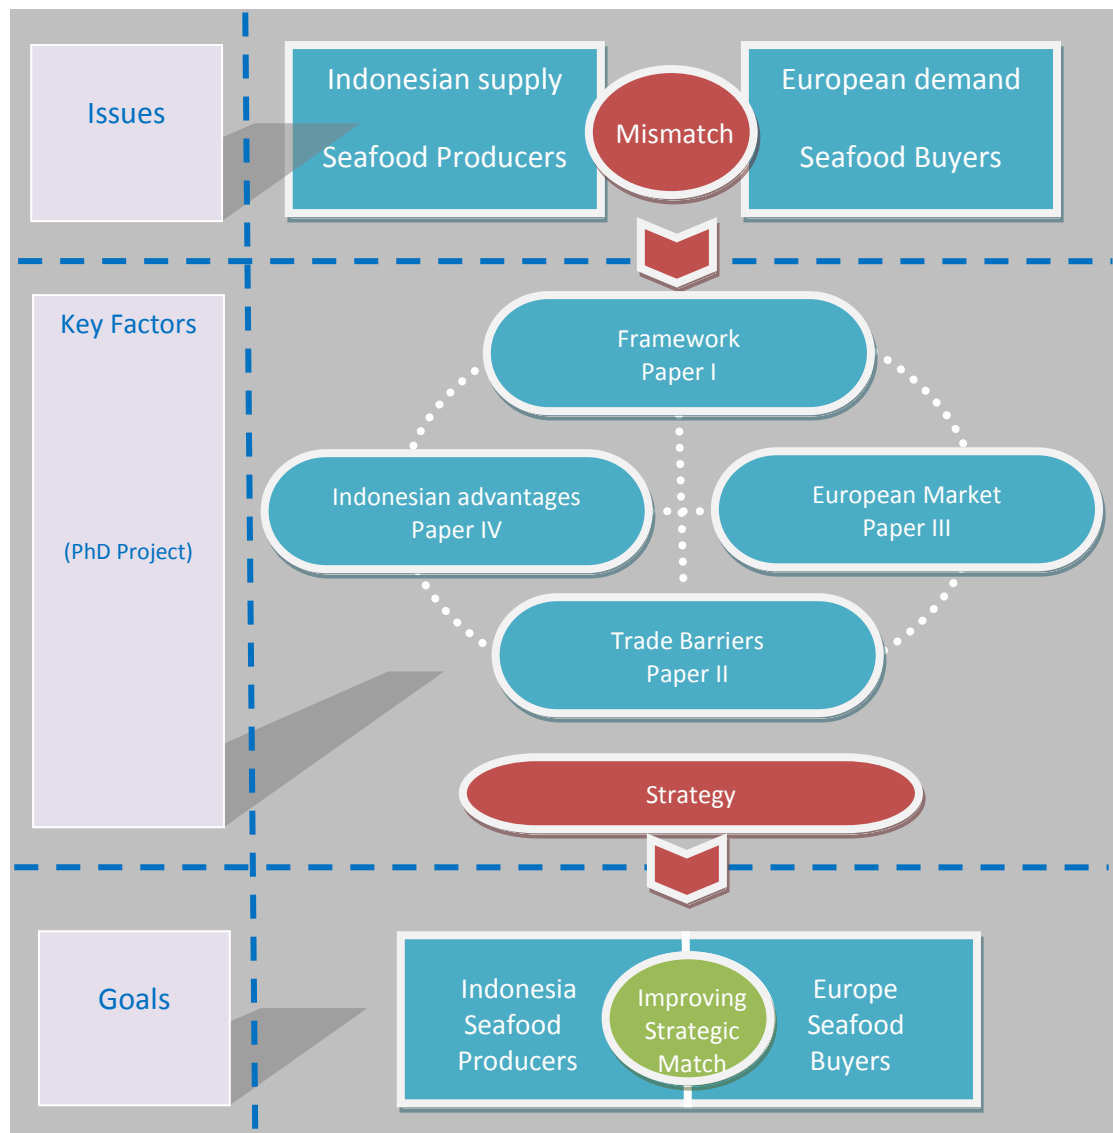 Issues
Indonesian supply
Seafood Producers
Mismatch
European demand
Seafood Buyers
Key Factors
(PhD Project)
Framework
Paper I
Indonesian advantages
Paper IV
European Market
Paper III
Trade Barriers
Paper II
Strategy
Goals
Indonesia
Seafood
Producers
Improving
Strategic
Match
Europe
Seafood
Buyers